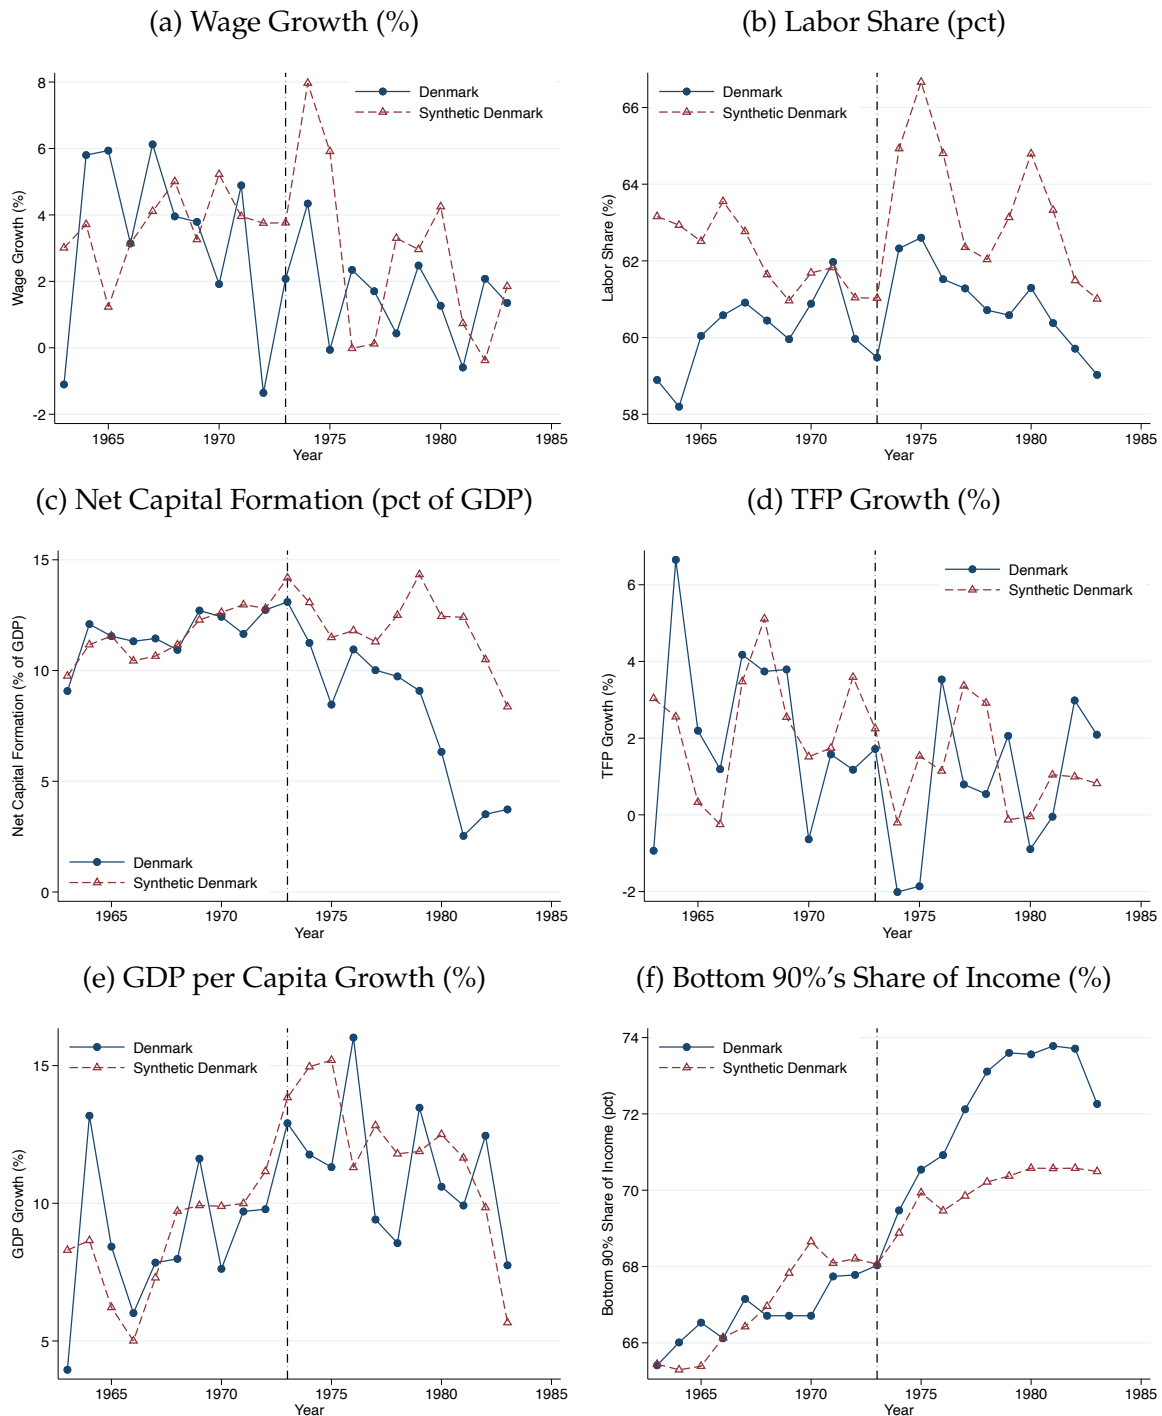 (a) Wage Growth (%)
8
6
4
2
0
-2
Wage Growth (%)
Denmark
Synthetic Denmark
1965 1970 1975 1980 1985
Year
(b) Labor Share (pct)
66
64
62
60
58
Labor Share (%)
Denmark
Synthetic Denmark
1965 1970 1975 1980 1985
Year
(c) Net Capital Formation (pct of GDP)
15
10
5
0
Net Capital Formation (% of GDP)
Denmark
Synthetic Denmark
1965 1970 1975 1980 1985
Year
(d) TFP Growth (%)
6
4
2
0
-2
TFP Growth (%)
Denmark
Synthetic Denmark
1965 1970 1975 1980 1985
Year
(e) GDP per Capita Growth (%)
15
10
5
GDP Growth (%)
Denmark
Synthetic Denmark
1965 1970 1975 1980 1985
Year
(f) Bottom 90%'s Share of Income (%)
74
72
70
68
66
Bottom 90% Share of Income (pct)
Denmark
Synthetic Denmark
1965 1970 1975 1980 1985
Year